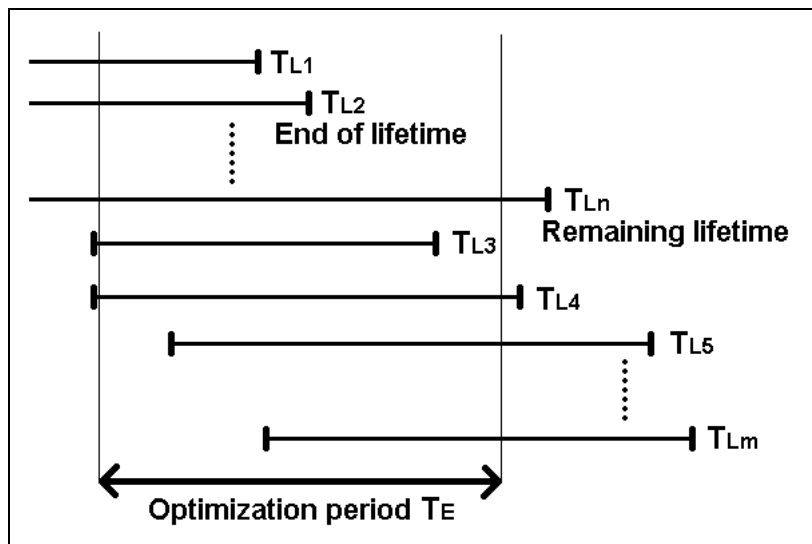 TL1
TL2
End of lifetime
TLn
Remaining lifetime
TL3
TL4
TL5
TLm
Optimization period TE